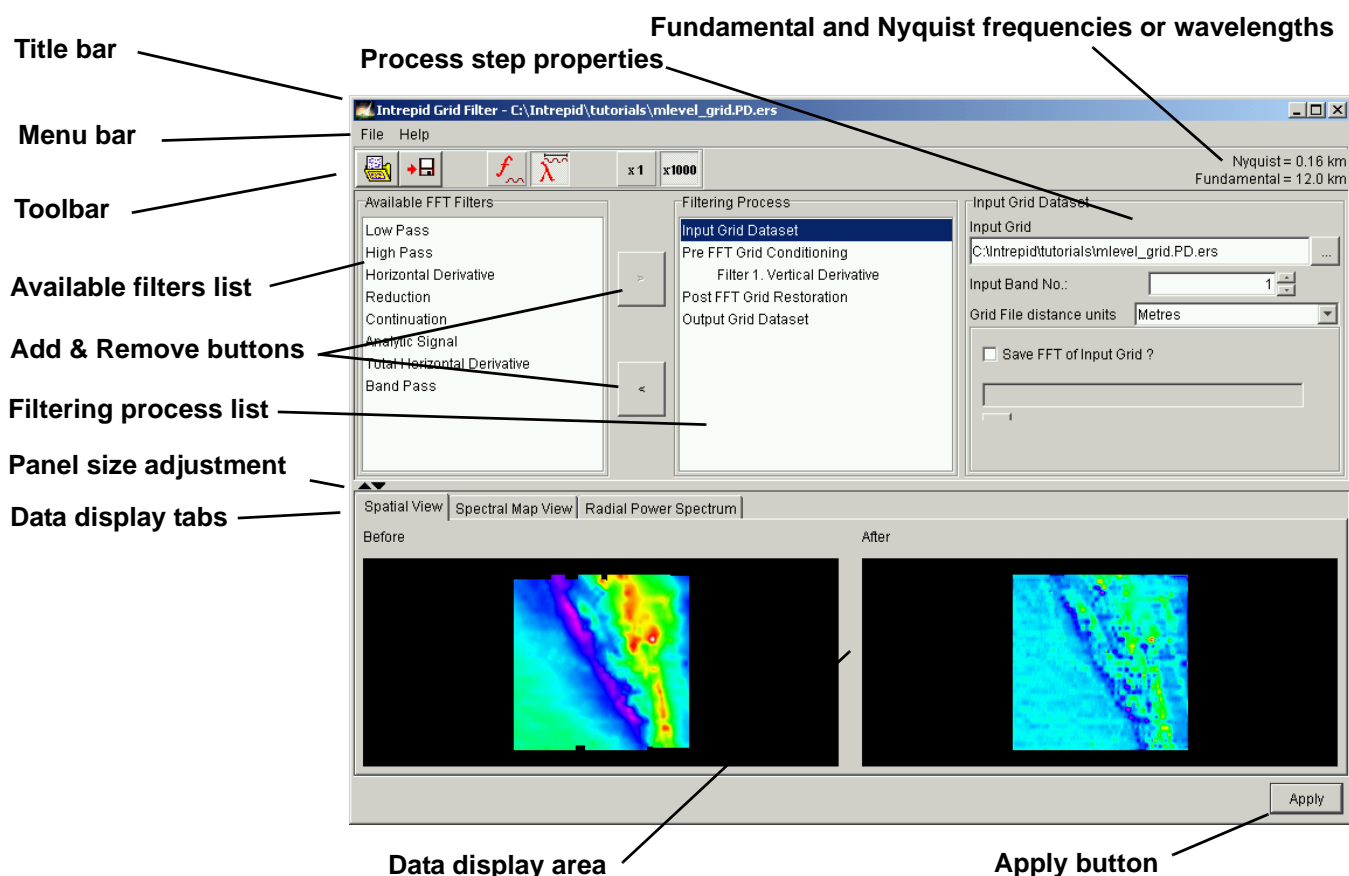 Fundamental and Nyquist frequencies or wavelengths
Title bar
Process step properties
Intrepid Grid Filter - C:\Intrepid\tutorials\mlevel_grid.PD.ers
Menu bar
File Help
f λ x1 x1000
Nyquist = 0.16 km
Fundamental = 12.0 km
Toolbar
Available FFT Filters
Low Pass
High Pass
Horizontal Derivative
Reduction
Continuation
Analytic Signal
Total Horizontal Derivative
Band Pass
Available filters list
Add & Remove buttons
>
<
Filtering Process
Input Grid Dataset
Pre FFT Grid Conditioning
Filter 1. Vertical Derivative
Post FFT Grid Restoration
Output Grid Dataset
Filtering process list
Input Grid Dataset
Input Grid
C:\Intrepid\tutorials\mlevel_grid.PD.ers ...
Input Band No.: 1
Grid File distance units Metres
Save FFT of Input Grid ?
Panel size adjustment
Data display tabs
Spatial View Spectral Map View Radial Power Spectrum
Before After
Apply
Data display area
Apply button